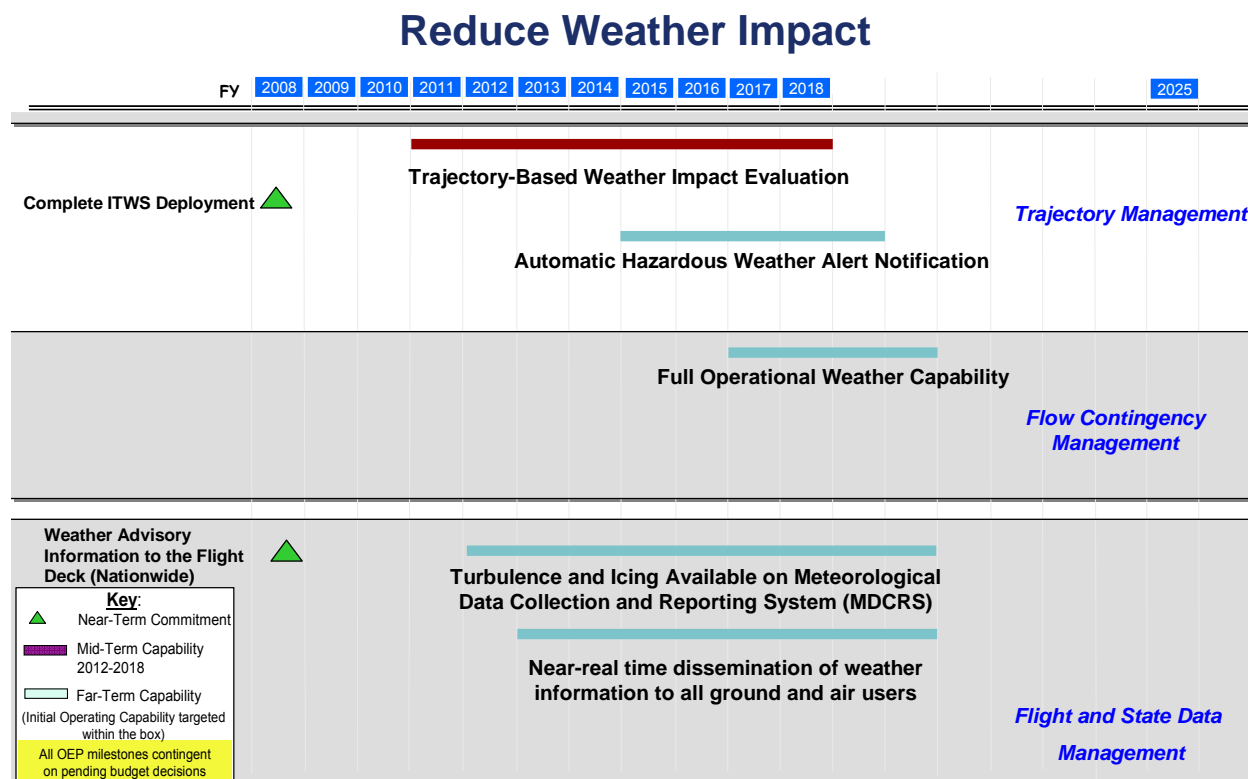 Reduce Weather Impact
FY 2008 2009 2010 2011 2012 2013 2014 2015 2016 2017 2018 2025
Trajectory-Based Weather Impact Evaluation
Complete ITWS Deployment
Trajectory Management
Automatic Hazardous Weather Alert Notification
Full Operational Weather Capability
Flow Contingency
Management
Weather Advisory
Information to the Flight
Deck (Nationwide)
Turbulence and Icing Available on Meteorological
Data Collection and Reporting System (MDCRS)
Near-real time dissemination of weather
information to all ground and air users
Flight and State Data
Management
Key:
Near-Term Commitment
Mid-Term Capability
2012-2018
Far-Term Capability
(Initial Operating Capability targeted
within the box)
All OEP milestones contingent
on pending budget decisions